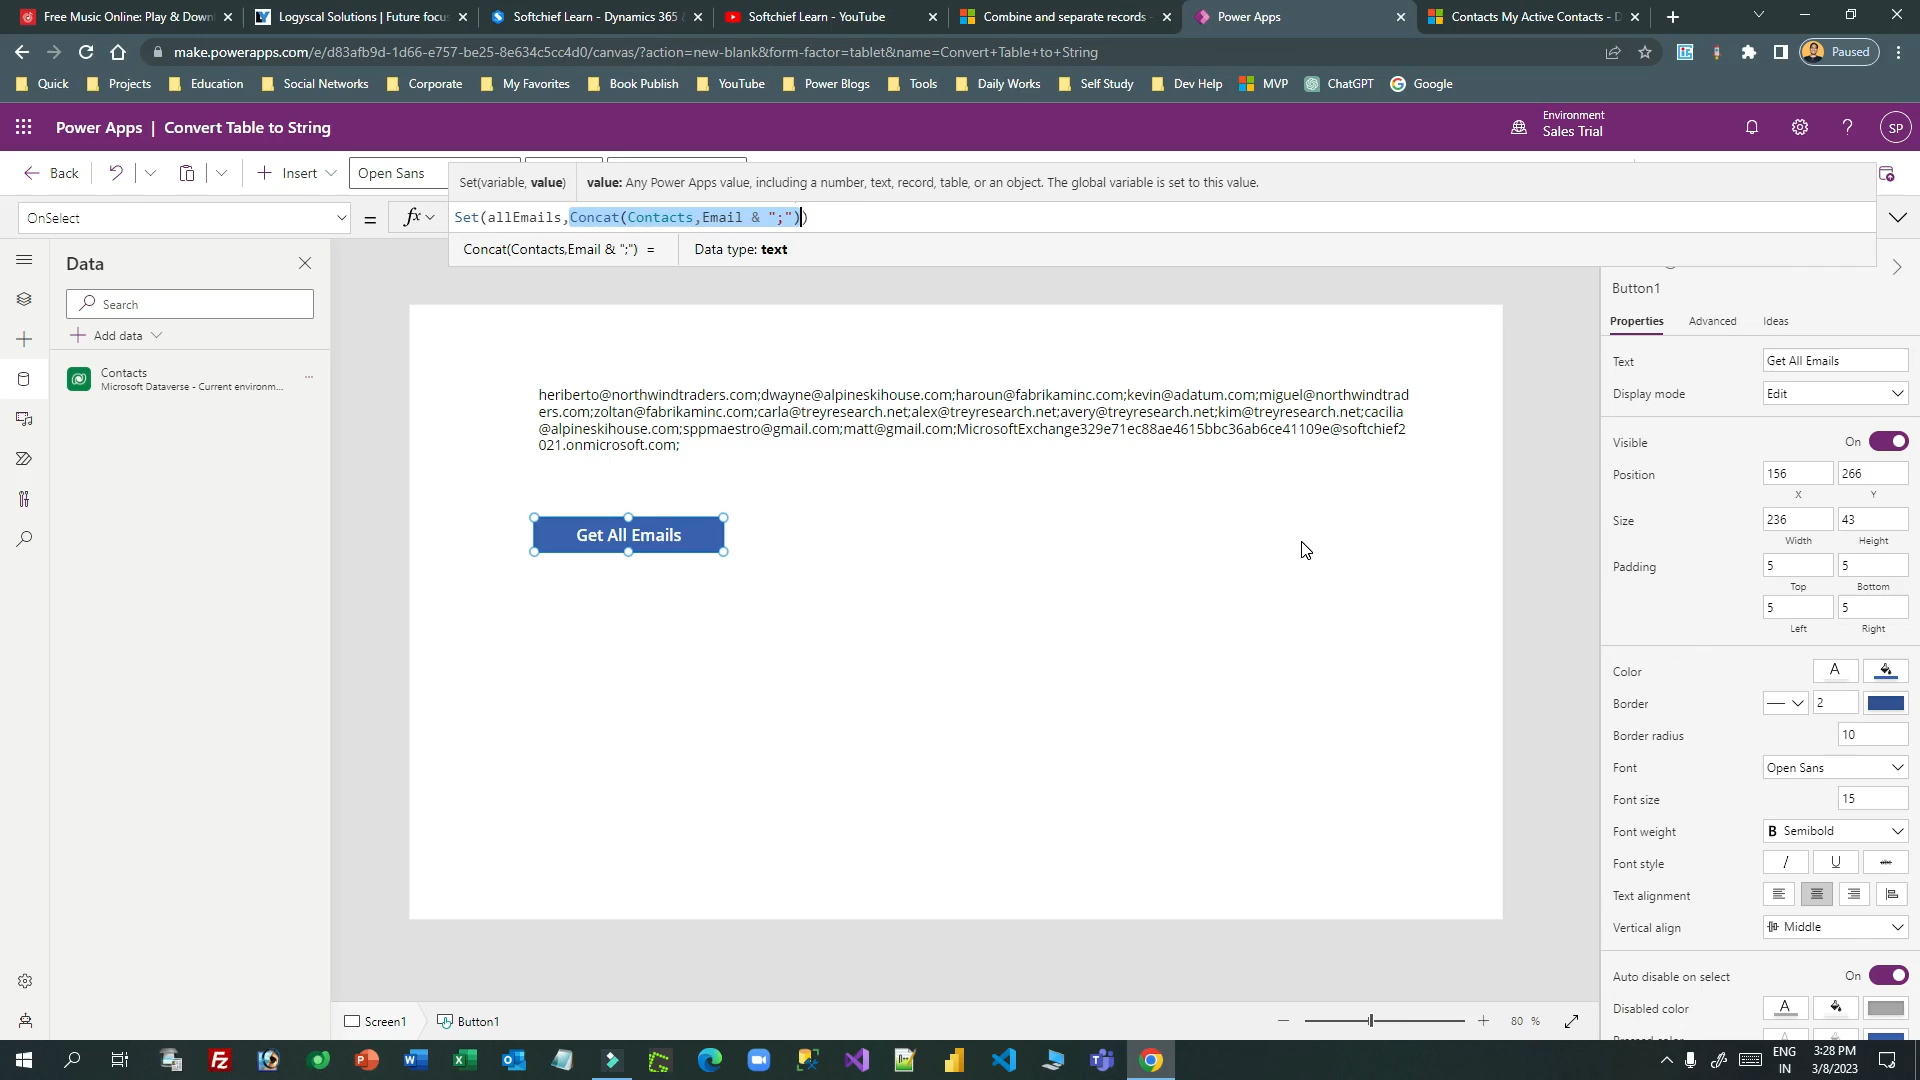 Free Music Online: Play & Downl
Logyscal Solutions | Future focus
Softchief Learn - Dynamics 365 &
Softchief Learn - YouTube
Combine and separate records -
Power Apps
Contacts My Active Contacts - D
make.powerapps.com/e/d83afb9d-1d66-e757-be25-8e634c5cc4d0/canvas/?action=new-blank&form-factor=tablet&name=Convert+Table+to+String
Paused
Quick
Projects
Education
Social Networks
Corporate
My Favorites
Book Publish
YouTube
Power Blogs
Tools
Daily Works
Self Study
Dev Help
MVP
ChatGPT
Google
Power Apps | Convert Table to String
Environment
Sales Trial
SP
Back
Insert
Open Sans
Set(variable, value)
value: Any Power Apps value, including a number, text, record, table, or an object. The global variable is set to this value.
OnSelect
=
fx
Set(allEmails,Concat(Contacts,Email & ";"))
Concat(Contacts,Email & ";") =
Data type: text
Data
Search
Add data
Contacts
Microsoft Dataverse - Current environm...
heriberto@northwindtraders.com;dwayne@alpineskihouse.com;haroun@fabrikaminc.com;kevin@adatum.com;miguel@northwindtrad
ers.com;zoltan@fabrikaminc.com;carla@treyresearch.net;alex@treyresearch.net;avery@treyresearch.net;kim@treyresearch.net;cacilia
@alpineskihouse.com;sppmaestro@gmail.com;matt@gmail.com;MicrosoftExchange329e71ec88ae4615bbc36ab6ce41109e@softchief2
021.onmicrosoft.com;
Get All Emails
Button1
Properties
Advanced
Ideas
Text
Get All Emails
Display mode
Edit
Visible
On
Position
156
266
X
Y
Size
236
43
Width
Height
Padding
5
5
Top
Bottom
5
5
Left
Right
Color
A
Border
2
Border radius
10
Font
Open Sans
Font size
15
Font weight
B Semibold
Font style
/
U
abc
Text alignment
Vertical align
Middle
Auto disable on select
On
Disabled color
A
Screen1
Button1
80 %
ENG
IN
3:28 PM
3/8/2023